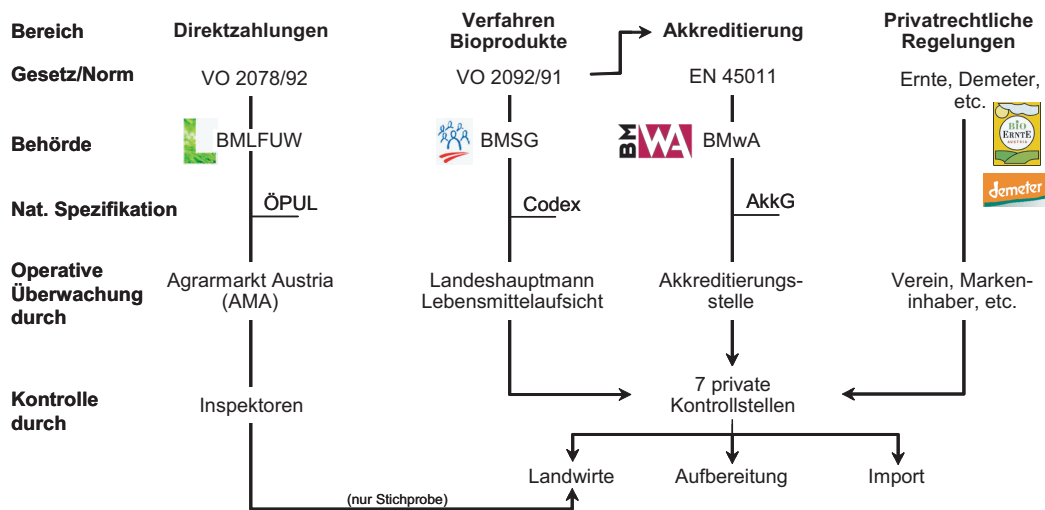 Bereich
Direktzahlungen
Verfahren
Bioprodukte
Akkreditierung
Privatrechtliche
Regelungen
Gesetz/Norm
VO 2078/92
VO 2092/91
EN 45011
Ernte, Demeter,
etc.
Behörde
L
BMLFUW
BMSG
BM
WA
BMwA
BIO
ERNTE
AUSTRIA
demeter
Nat. Spezifikation
ÖPUL
Codex
AkkG
Operative
Überwachung
durch
Agrarmarkt Austria
(AMA)
Landeshauptmann
Lebensmittelaufsicht
Akkreditierungs-
stelle
Verein, Marken-
inhaber, etc.
Kontrolle
durch
Inspektoren
7 private
Kontrollstellen
Landwirte
Aufbereitung
Import
(nur Stichprobe)